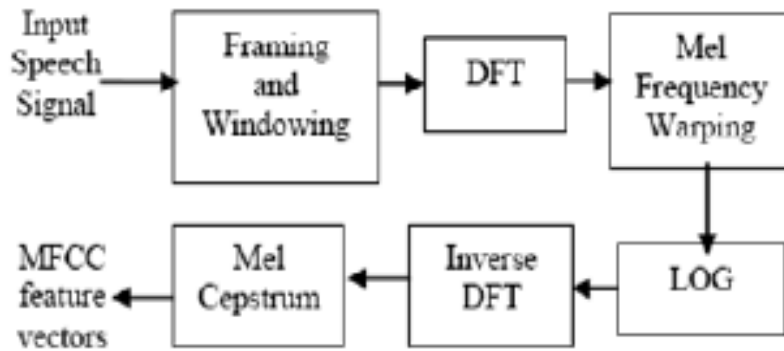 Input
Speech
Signal
Framing
and
Windowing
DFT
Mel
Frequency
Warping
LOG
Inverse
DFT
Mel
Cepstrum
MFCC
feature
vectors